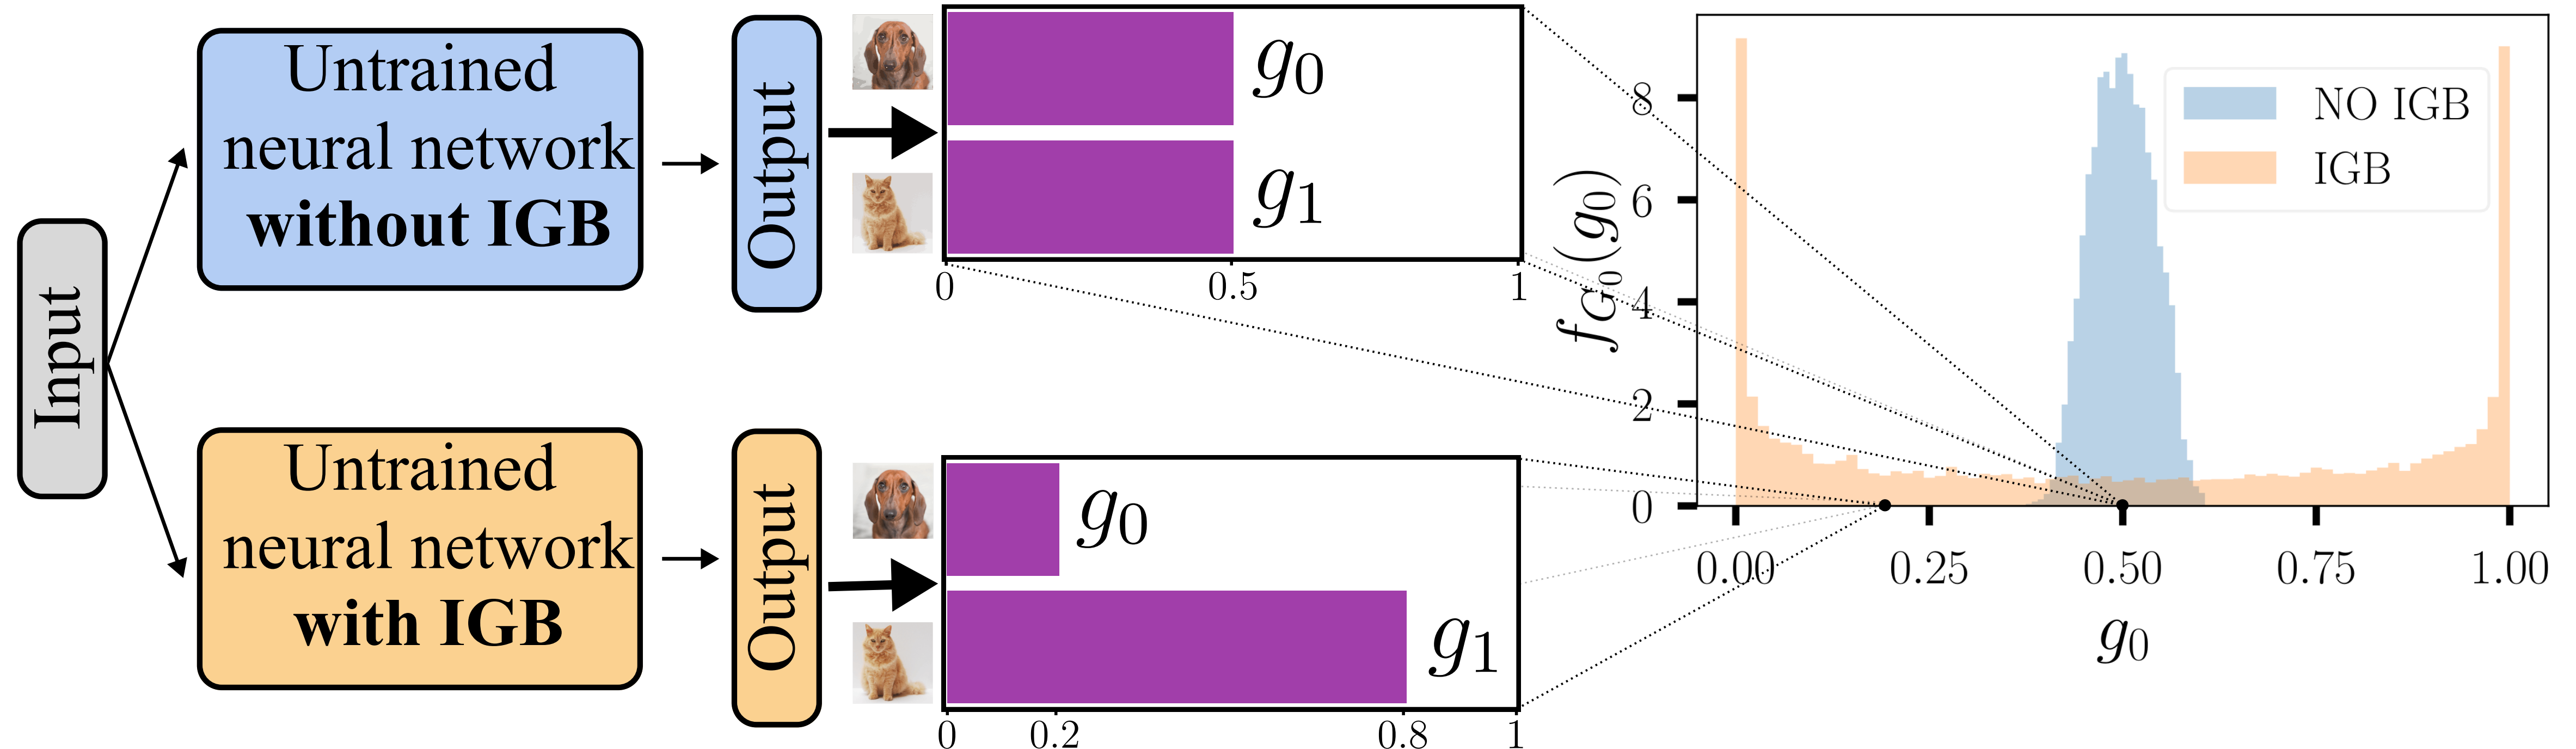 Input
Untrained
neural network
without IGB
Output
g0
g1
0 0.5 1
Untrained
neural network
with IGB
Output
g0
g1
0 0.2 0.8 1
fG0(g0)
8
6
4
2
0
NO IGB
IGB
0.00 0.25 0.50 0.75 1.00
g0